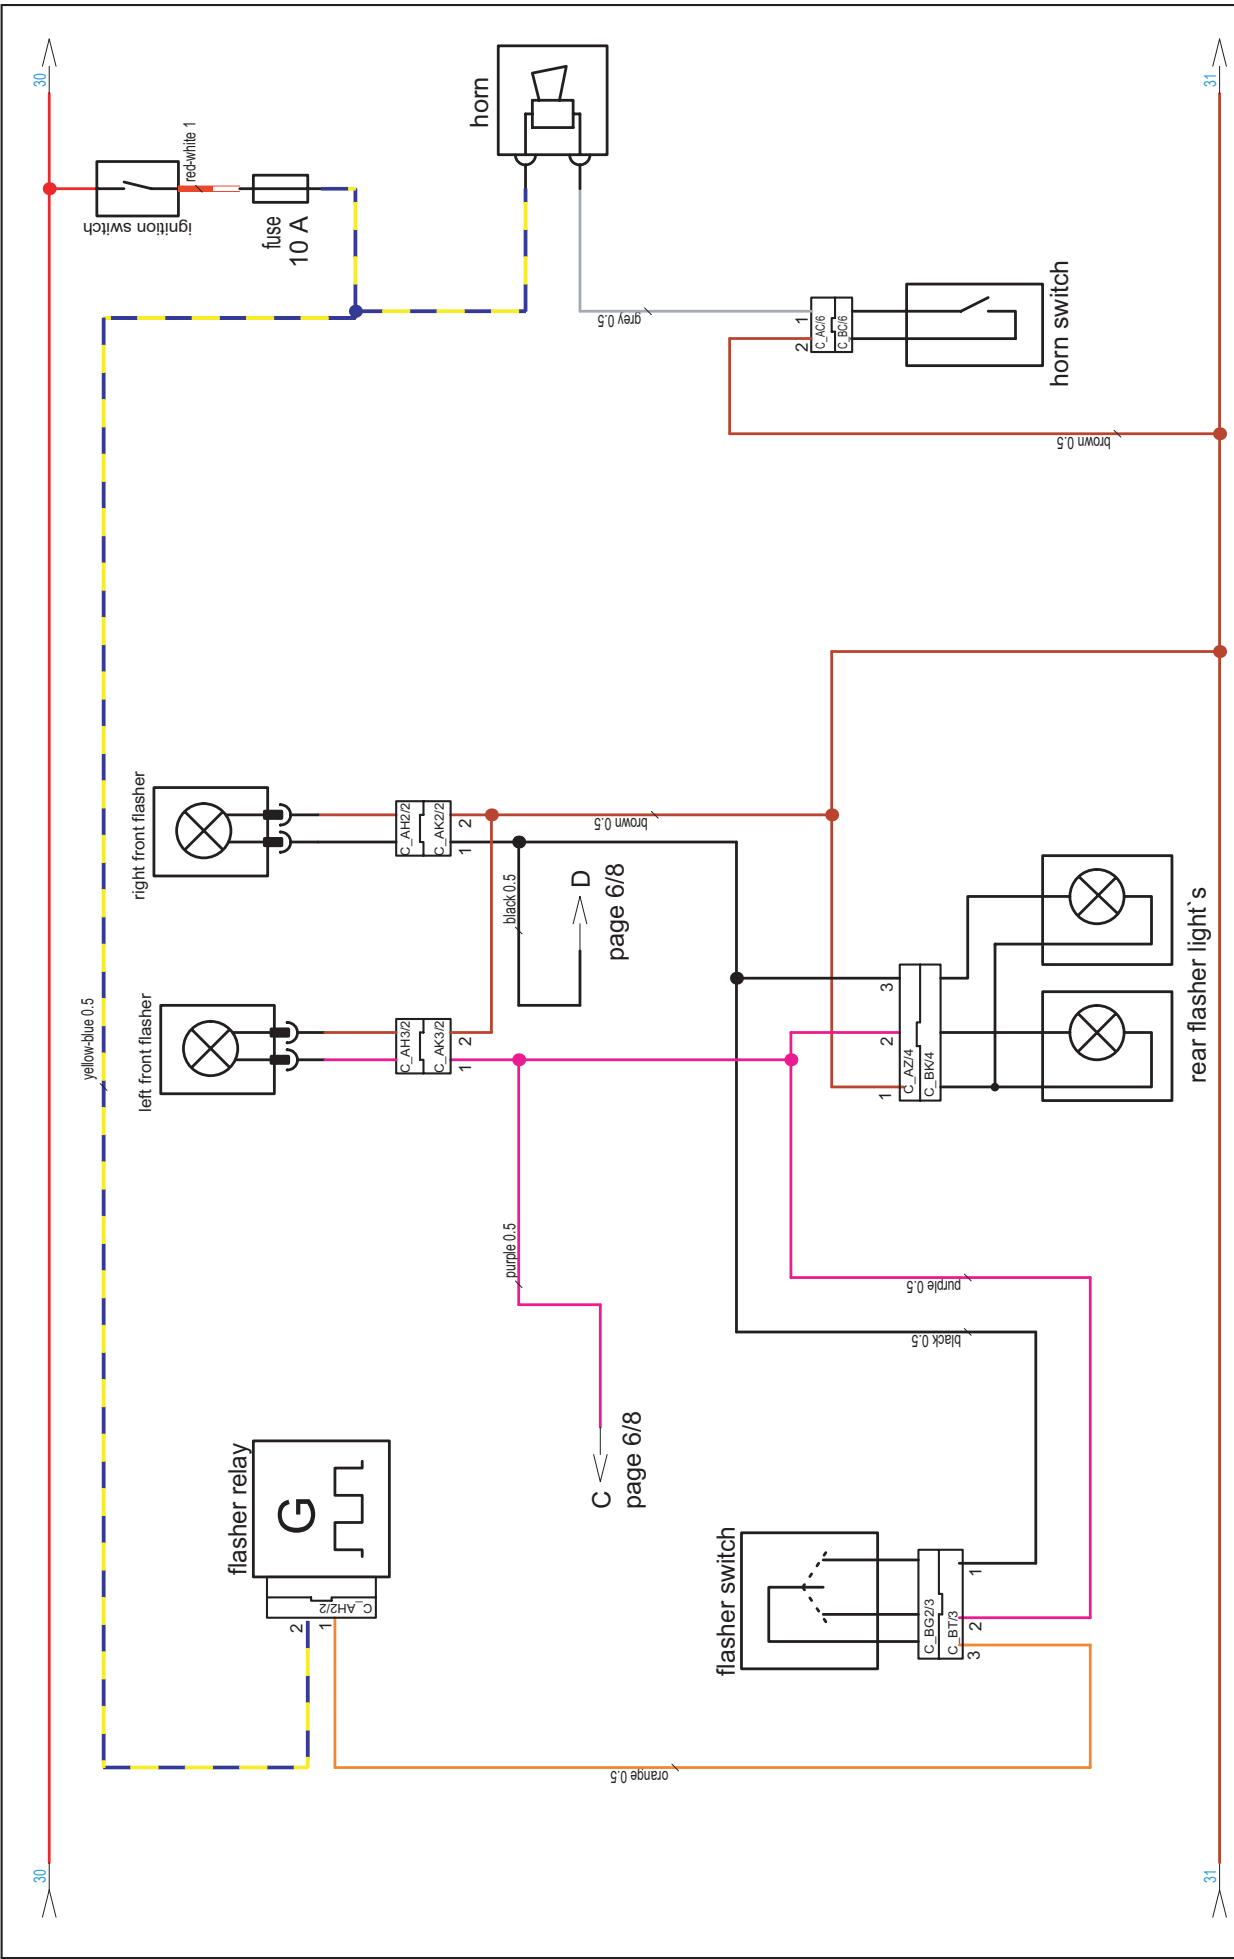 30
31
ignition switch
red-white 1
fuse
10 A
horn
grey 0.5
1
2
C_AC/6
C_BC/6
horn switch
brown 0.5
yellow-blue 0.5
right front flasher
C_AH2/2
C_AK2/2
2
1
brown 0.5
black 0.5
D
page 6/8
left front flasher
C_AH3/2
C_AK3/2
2
1
3
2
1
C_AZ/4
C_BK/4
rear flasher light`s
purple 0.5
purple 0.5
black 0.5
C
page 6/8
flasher relay
G
C_AH2/2
2
1
flasher switch
C_BG2/3
C_BT/3
1
2
3
orange 0.5
30
31